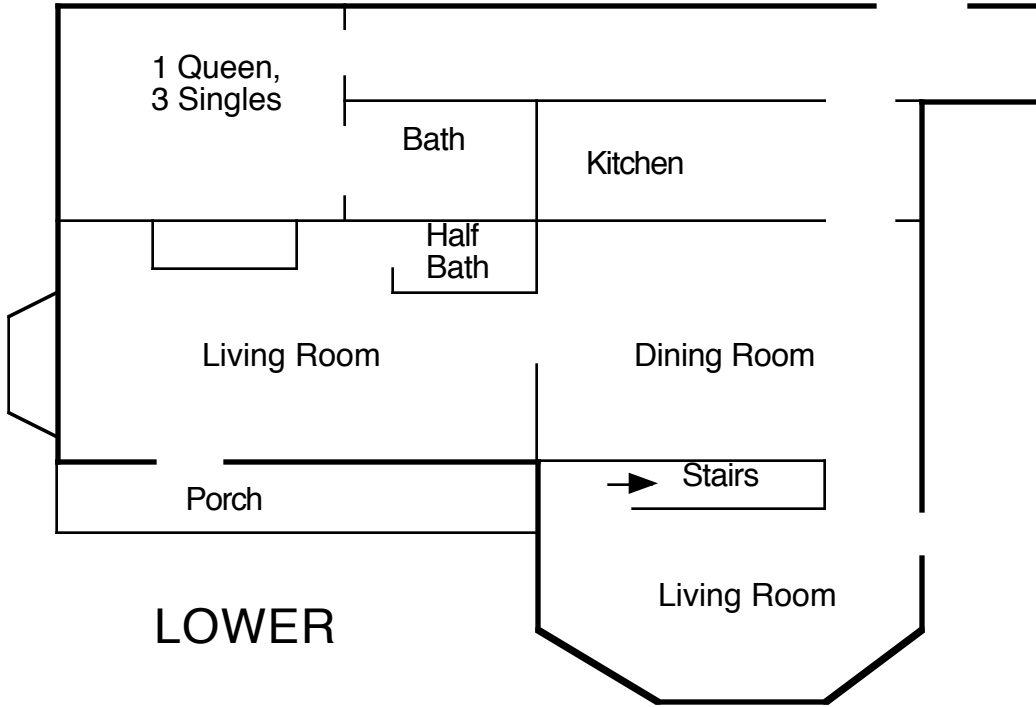 1 Queen,
3 Singles
Bath
Kitchen
Half
Bath
Living Room
Dining Room
Stairs
Porch
Living Room
LOWER